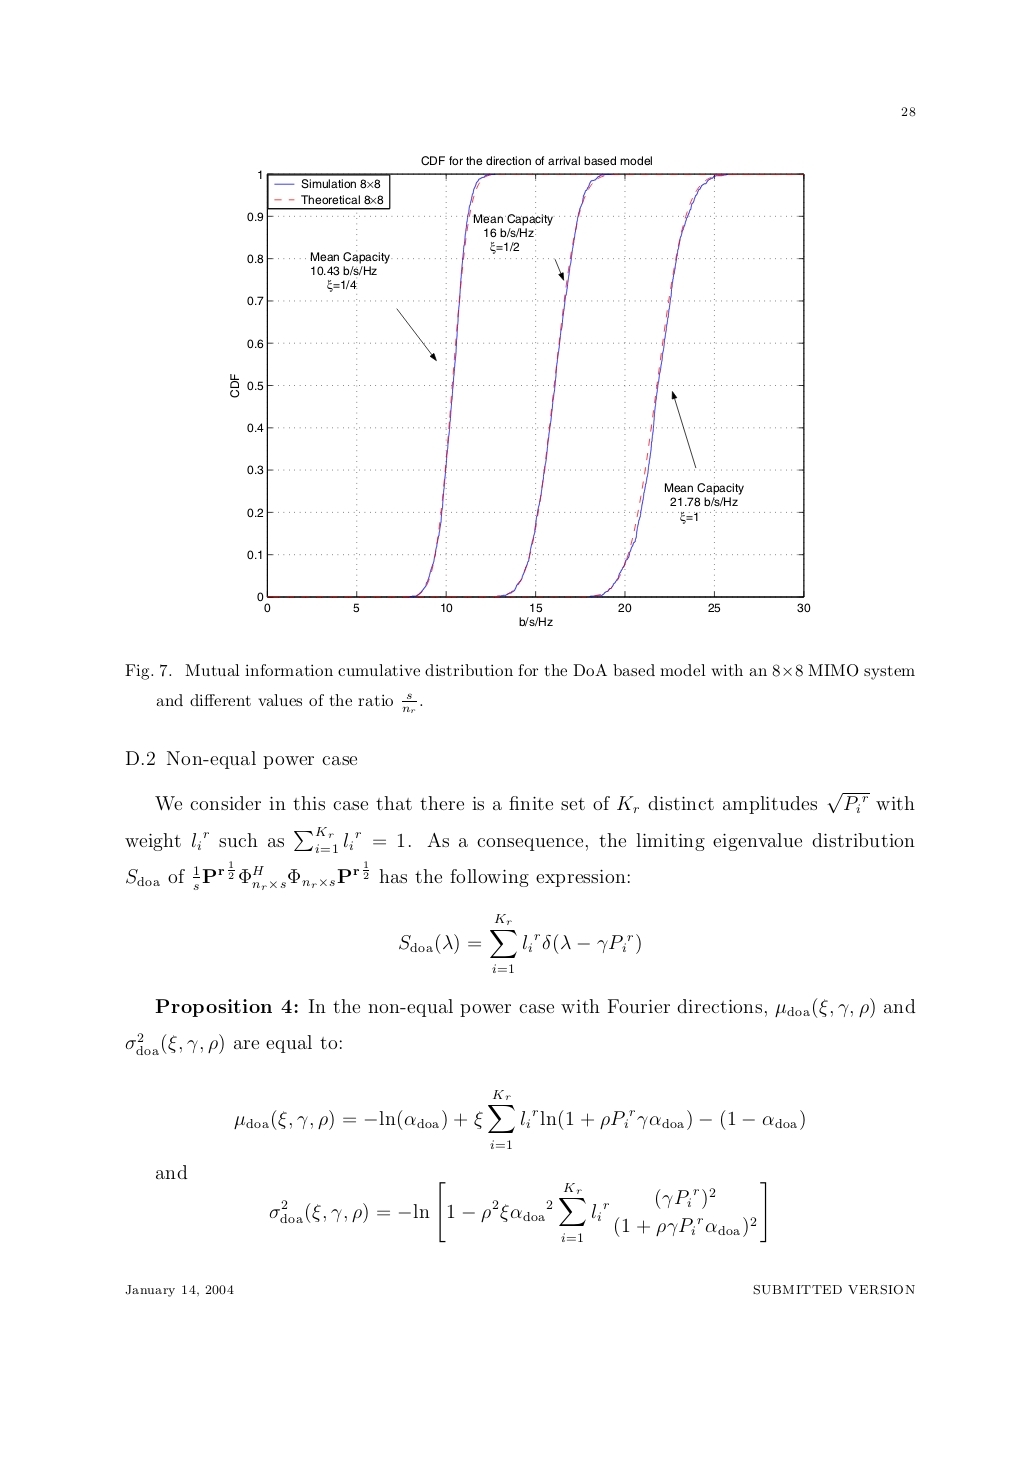 28
CDF for the direction of arrival based model
Simulation 8×8
Theoretical 8×8
Mean Capacity
16 b/s/Hz
ξ=1/2
Mean Capacity
10.43 b/s/Hz
ξ=1/4
Mean Capacity
21.78 b/s/Hz
ξ=1
CDF
1
0.9
0.8
0.7
0.6
0.5
0.4
0.3
0.2
0.1
0
0 5 10 15 20 25 30
b/s/Hz
Fig. 7. Mutual information cumulative distribution for the DoA based model with an 8×8 MIMO system
and different values of the ratio $\frac{s}{n_r}$.
D.2 Non-equal power case
We consider in this case that there is a finite set of $K_r$ distinct amplitudes $\sqrt{P_i{}^r}$ with
weight $l_i{}^r$ such as $\sum_{i=1}^{K_r} l_i{}^r = 1$. As a consequence, the limiting eigenvalue distribution
$S_{\text{doa}}$ of $\frac{1}{s}\mathbf{P^r}^{\frac{1}{2}}\Phi^H_{n_r \times s}\Phi_{n_r \times s}\mathbf{P^r}^{\frac{1}{2}}$ has the following expression:
$S_{\text{doa}}(\lambda) = \sum_{i=1}^{K_r} l_i{}^r \delta(\lambda - \gamma P_i{}^r)$
Proposition 4: In the non-equal power case with Fourier directions, $\mu_{\text{doa}}(\xi, \gamma, \rho)$ and
$\sigma^2_{\text{doa}}(\xi, \gamma, \rho)$ are equal to:
$\mu_{\text{doa}}(\xi, \gamma, \rho) = -\ln(\alpha_{\text{doa}}) + \xi \sum_{i=1}^{K_r} l_i{}^r \ln(1 + \rho P_i{}^r \gamma \alpha_{\text{doa}}) - (1 - \alpha_{\text{doa}})$
and
$\sigma^2_{\text{doa}}(\xi, \gamma, \rho) = -\ln \left[ 1 - \rho^2 \xi \alpha_{\text{doa}}{}^2 \sum_{i=1}^{K_r} l_i{}^r \frac{(\gamma P_i{}^r)^2}{(1 + \rho \gamma P_i{}^r \alpha_{\text{doa}})^2} \right]$
January 14, 2004 SUBMITTED VERSION